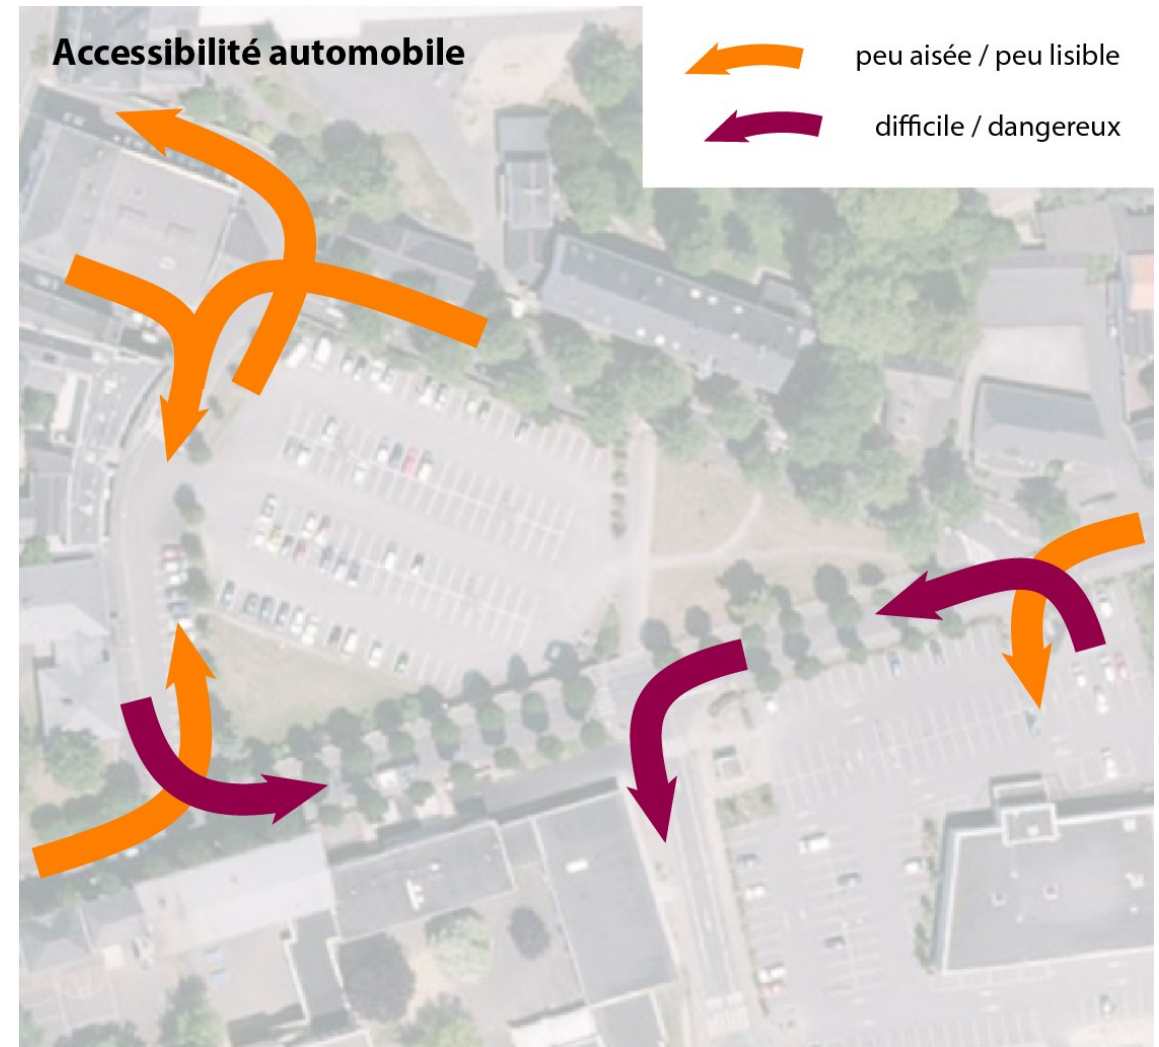 Accessibilité automobile
peu aisée / peu lisible
difficile / dangereux